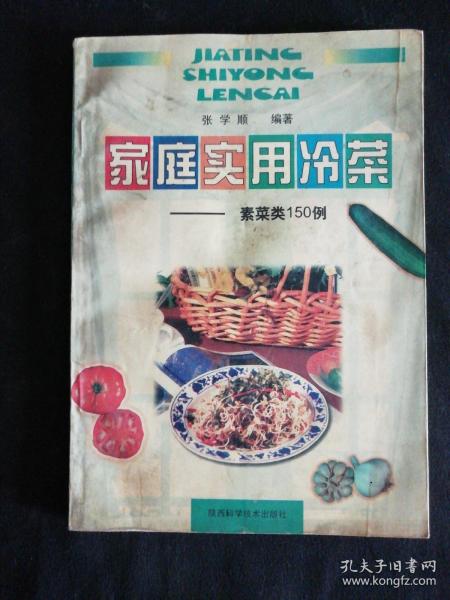 JIATING
SHIYONG
LENGAI
张学顺 编著
家庭实用冷菜
——素菜类150例
陕西科学技术出版社
孔夫子旧书网
www.kongfz.com